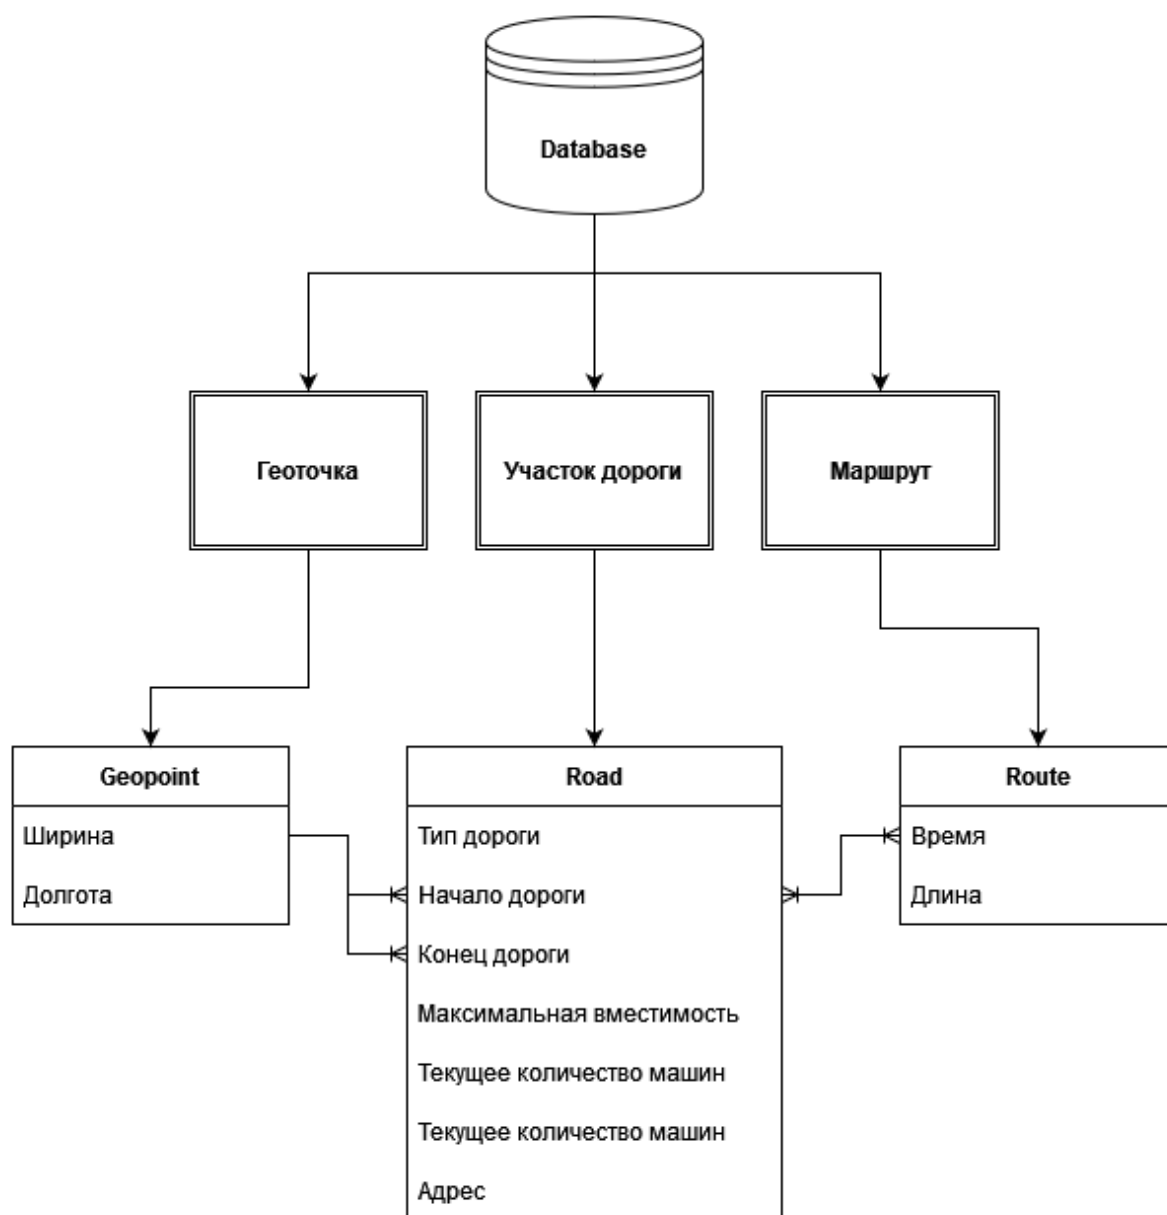 Database
Геоточка
Участок дороги
Маршрут
Geopoint
Ширина
Долгота
Road
Тип дороги
Начало дороги
Конец дороги
Максимальная вместимость
Текущее количество машин
Текущее количество машин
Адрес
Route
Время
Длина